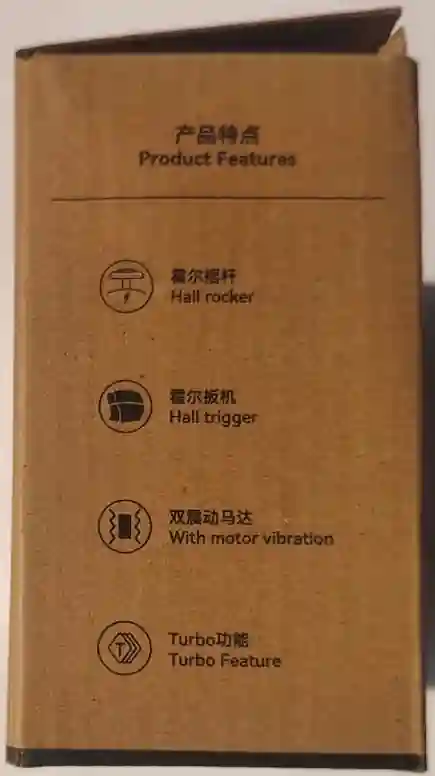 产品特点
Product Features
霍尔摇杆
Hall rocker
霍尔扳机
Hall trigger
双震动马达
With motor vibration
T
Turbo功能
Turbo Feature